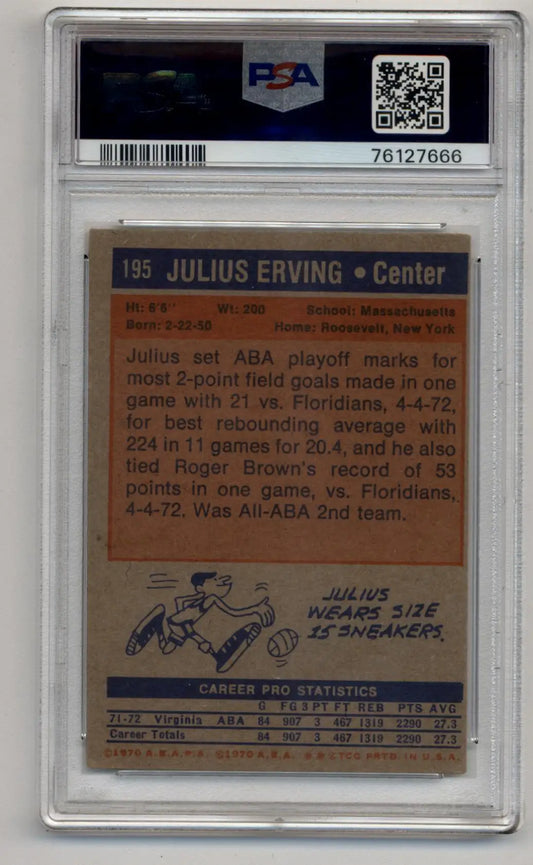 PSA
76127666
195 JULIUS ERVING • Center
Ht: 6'6" Wt: 200 School: Massachusetts
Born: 2-22-50 Home: Roosevelt, New York
Julius set ABA playoff marks for
most 2-point field goals made in one
game with 21 vs. Floridians, 4-4-72,
for best rebounding average with
224 in 11 games for 20.4, and he also
tied Roger Brown's record of 53
points in one game, vs. Floridians,
4-4-72. Was All-ABA 2nd team.
JULIUS
WEARS SIZE
15 SNEAKERS.
CAREER PRO STATISTICS
G FG 3PT FT REB PTS AVG
71-72 Virginia ABA 84 907 3 467 1319 2290 27.3
Career Totals 84 907 3 467 1319 2290 27.3
©1970 A.B.A.P.A. ©1970 A.B.A. T.C.G. PRTD. IN U.S.A.